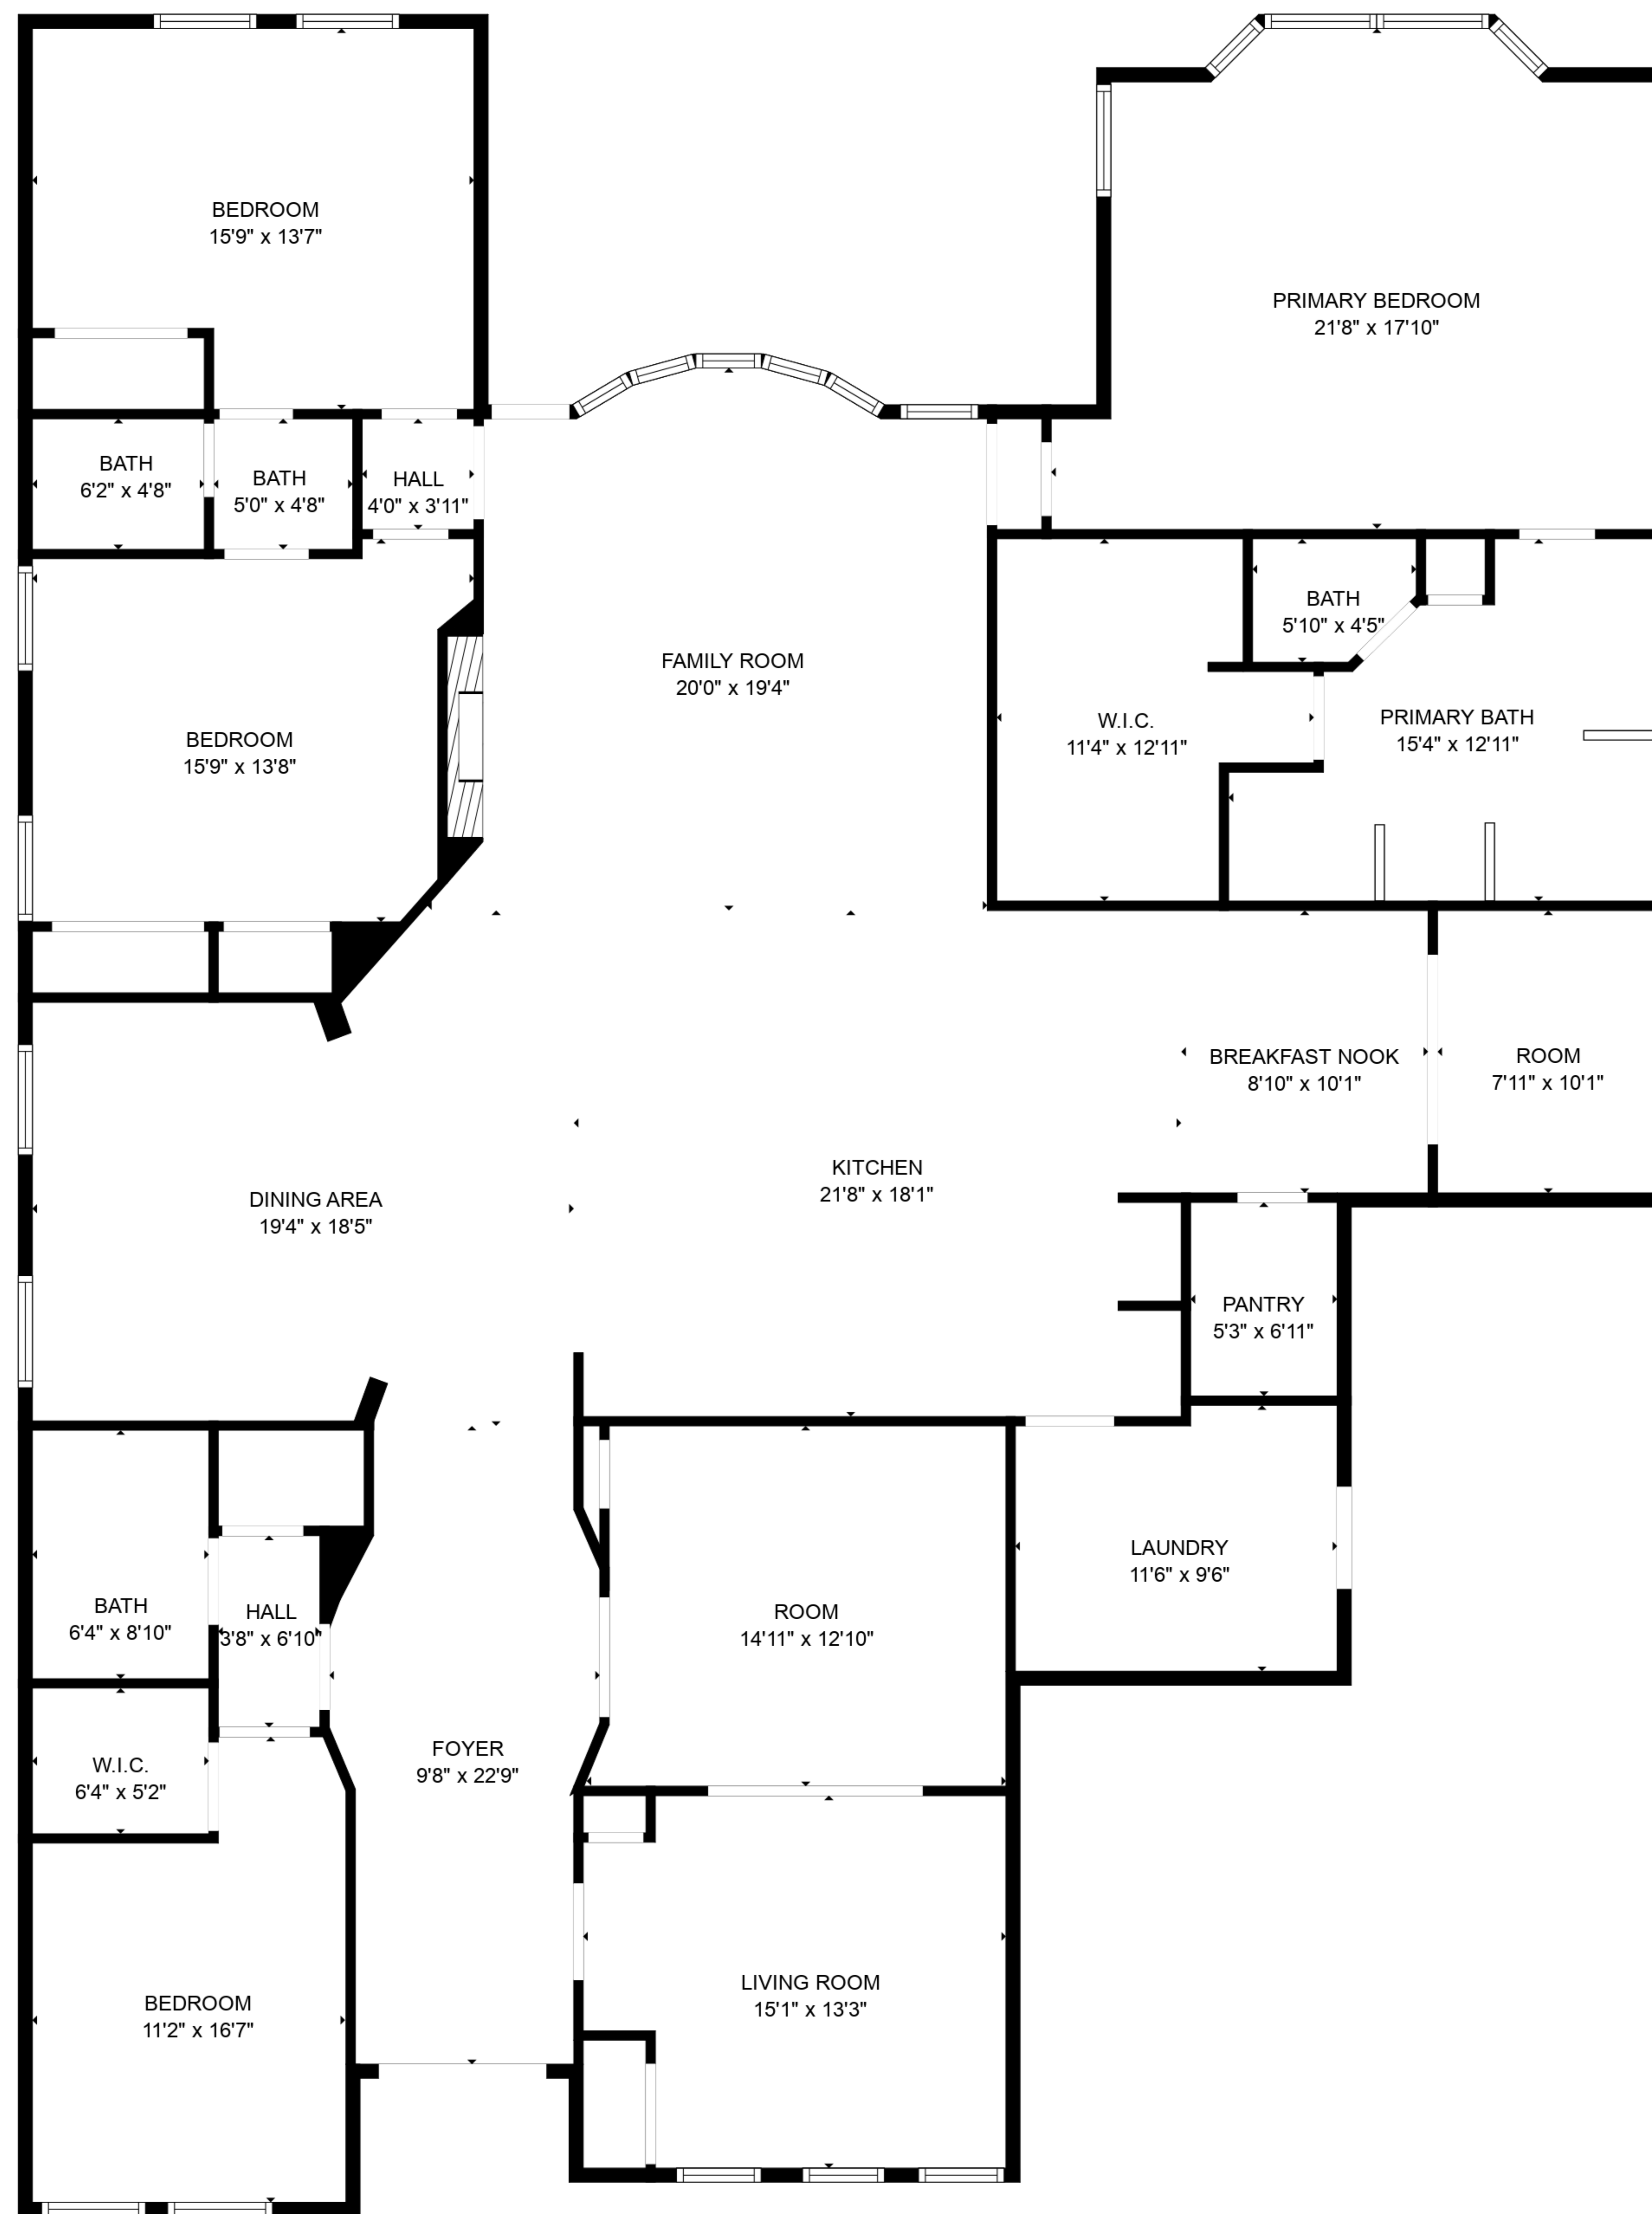 BEDROOM
15'9" x 13'7"
PRIMARY BEDROOM
21'8" x 17'10"
BATH
6'2" x 4'8"
BATH
5'0" x 4'8"
HALL
4'0" x 3'11"
BATH
5'10" x 4'5"
FAMILY ROOM
20'0" x 19'4"
W.I.C.
11'4" x 12'11"
PRIMARY BATH
15'4" x 12'11"
BEDROOM
15'9" x 13'8"
BREAKFAST NOOK
8'10" x 10'1"
ROOM
7'11" x 10'1"
KITCHEN
21'8" x 18'1"
DINING AREA
19'4" x 18'5"
PANTRY
5'3" x 6'11"
LAUNDRY
11'6" x 9'6"
BATH
6'4" x 8'10"
HALL
3'8" x 6'10"
ROOM
14'11" x 12'10"
FOYER
9'8" x 22'9"
W.I.C.
6'4" x 5'2"
LIVING ROOM
15'1" x 13'3"
BEDROOM
11'2" x 16'7"